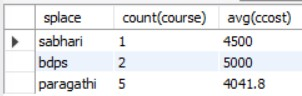 splace count(course) avg(ccost)
sabhari 1 4500
bdps 2 5000
paragathi 5 4041.8